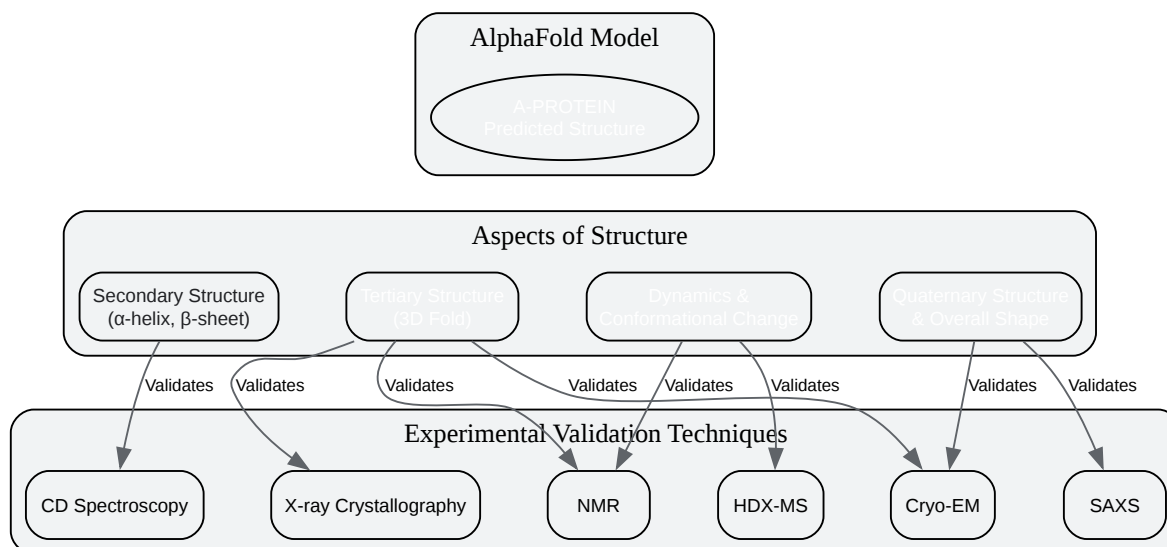 AlphaFold Model
A-PROTEIN
Predicted Structure
Aspects of Structure
Secondary Structure
(α-helix, β-sheet)
Tertiary Structure
(3D Fold)
Dynamics &
Conformational Change
Quaternary Structure
& Overall Shape
Validates
Validates
Validates
Validates
Validates
Validates
Validates
Validates
Experimental Validation Techniques
CD Spectroscopy
X-ray Crystallography
NMR
HDX-MS
Cryo-EM
SAXS